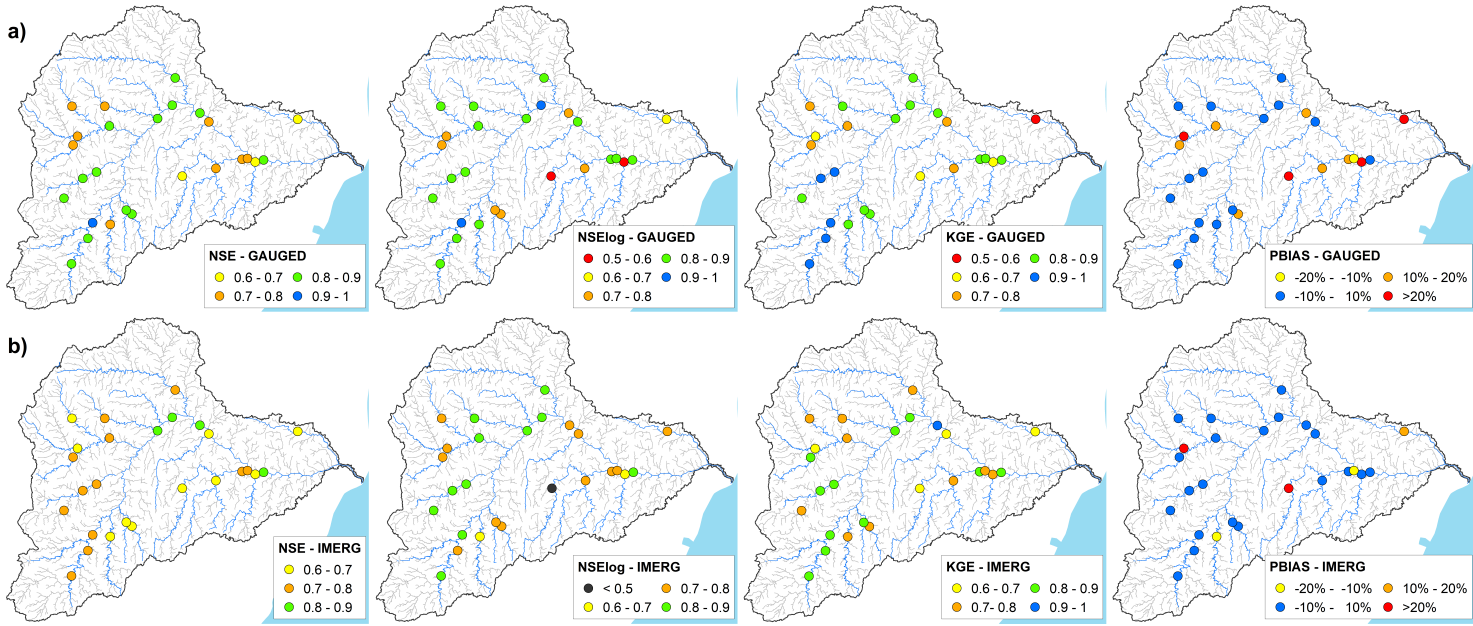 a)
NSE - GAUGED
0.6 - 0.7 0.8 - 0.9
0.7 - 0.8 0.9 - 1
NSElog - GAUGED
0.5 - 0.6 0.8 - 0.9
0.6 - 0.7 0.9 - 1
0.7 - 0.8
KGE - GAUGED
0.5 - 0.6 0.8 - 0.9
0.6 - 0.7 0.9 - 1
0.7 - 0.8
PBIAS - GAUGED
-20% - -10% 10% - 20%
-10% - 10% >20%
b)
NSE - IMERG
0.6 - 0.7
0.7 - 0.8
0.8 - 0.9
NSElog - IMERG
< 0.5 0.7 - 0.8
0.6 - 0.7 0.8 - 0.9
KGE - IMERG
0.6 - 0.7 0.8 - 0.9
0.7 - 0.8 0.9 - 1
PBIAS - IMERG
-20% - -10% 10% - 20%
-10% - 10% >20%